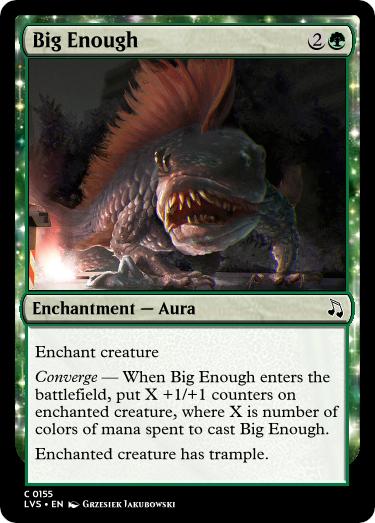 Big Enough 2
Enchantment — Aura
Enchant creature
Converge — When Big Enough enters the
battlefield, put X +1/+1 counters on
enchanted creature, where X is number of
colors of mana spent to cast Big Enough.
Enchanted creature has trample.
C 0155
LVS • EN Grzesiek Jakubowski